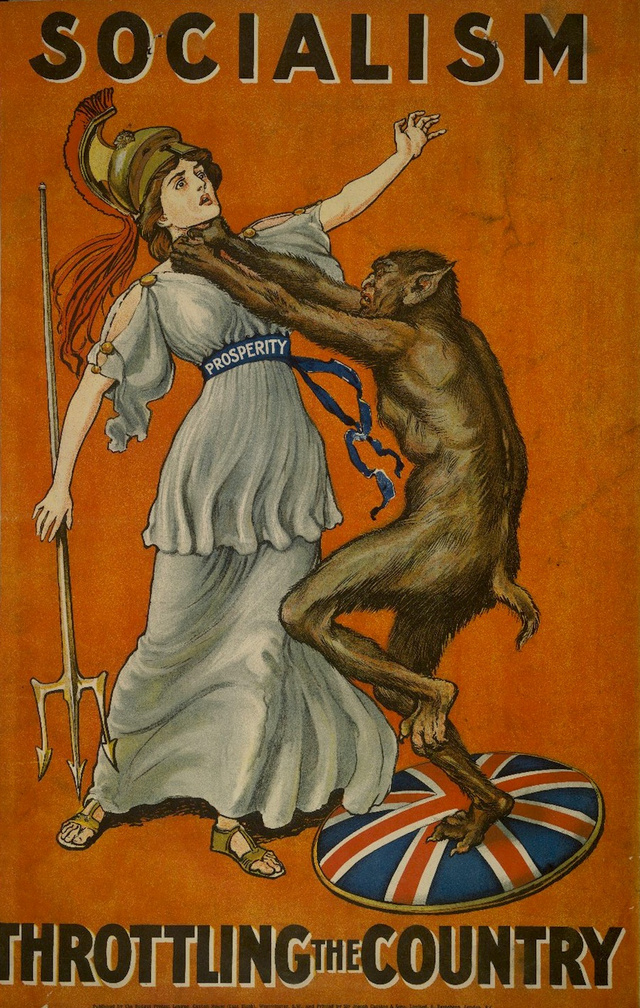 SOCIALISM
PROSPERITY
THROTTLING THE COUNTRY